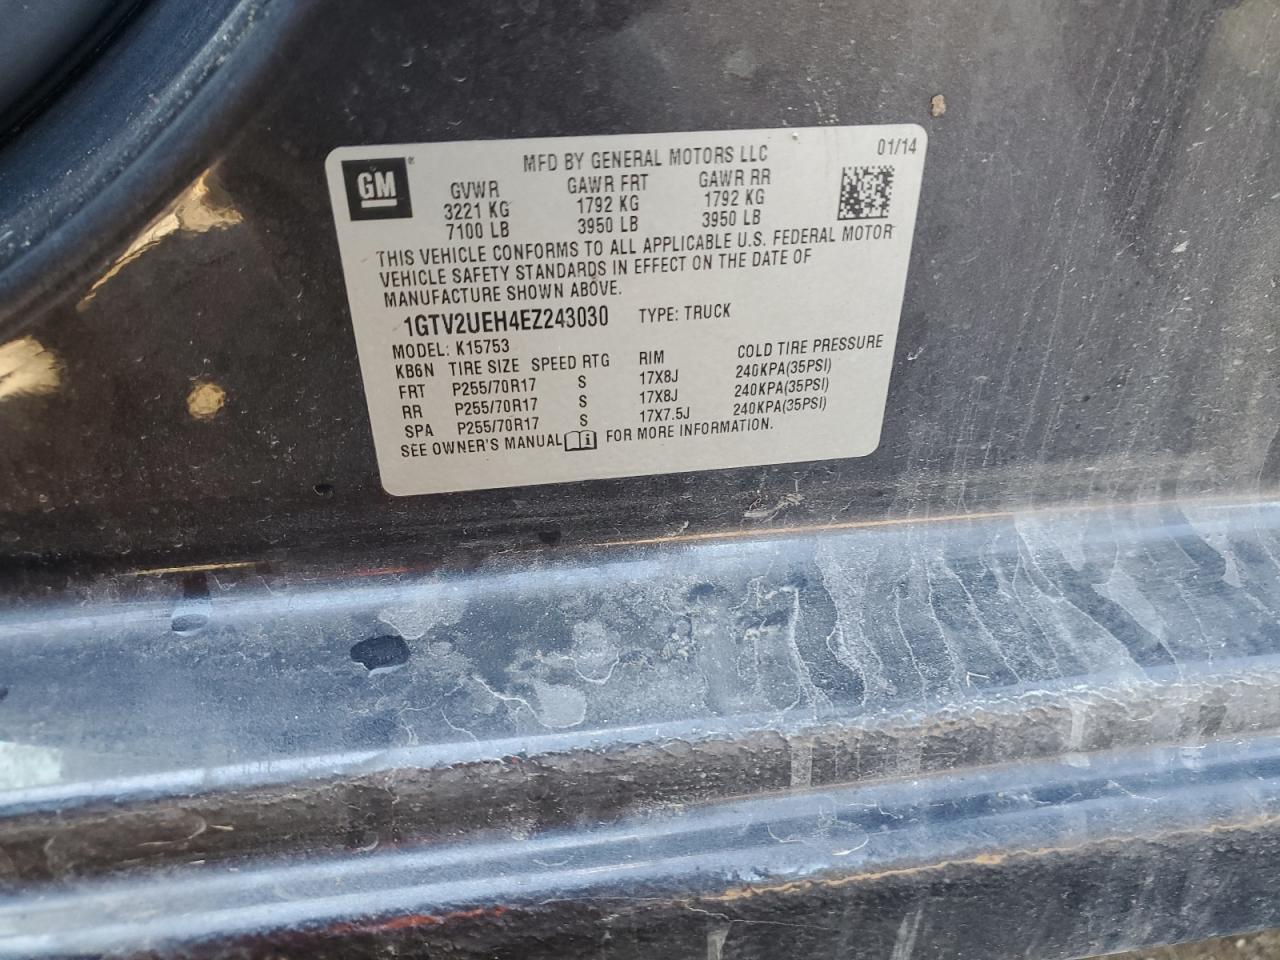 GM®
MFD BY GENERAL MOTORS LLC 01/14
GVWR GAWR FRT GAWR RR
3221 KG 1792 KG 1792 KG
7100 LB 3950 LB 3950 LB
THIS VEHICLE CONFORMS TO ALL APPLICABLE U.S. FEDERAL MOTOR
VEHICLE SAFETY STANDARDS IN EFFECT ON THE DATE OF
MANUFACTURE SHOWN ABOVE.
1GTV2UEH4EZ243030 TYPE: TRUCK
MODEL: K15753
KB6N TIRE SIZE SPEED RTG RIM COLD TIRE PRESSURE
FRT P255/70R17 S 17X8J 240KPA(35PSI)
RR P255/70R17 S 17X8J 240KPA(35PSI)
SPA P255/70R17 S 17X7.5J 240KPA(35PSI)
SEE OWNER'S MANUAL i FOR MORE INFORMATION.